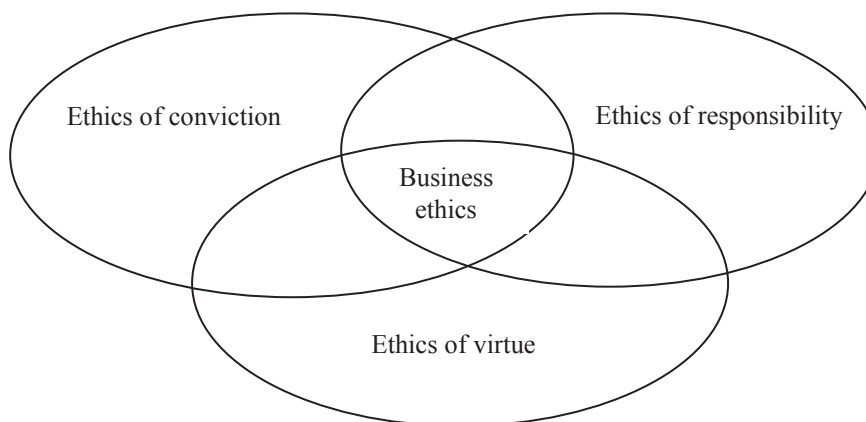 Ethics of conviction
Ethics of responsibility
Business
ethics
Ethics of virtue